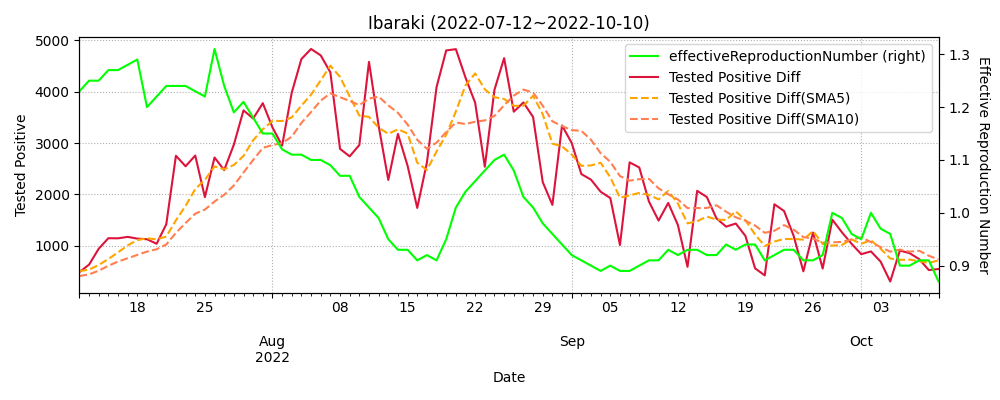 Ibaraki (2022-07-12~2022-10-10)
effectiveReproductionNumber (right)
Tested Positive Diff
Tested Positive Diff(SMA5)
Tested Positive Diff(SMA10)
Tested Positive
5000
4000
3000
2000
1000
1.3
1.2
1.1
1.0
0.9
Effective Reproduction Number
18 25 08 15 22 29 05 12 19 26 03
Aug Sep Oct
2022
Date